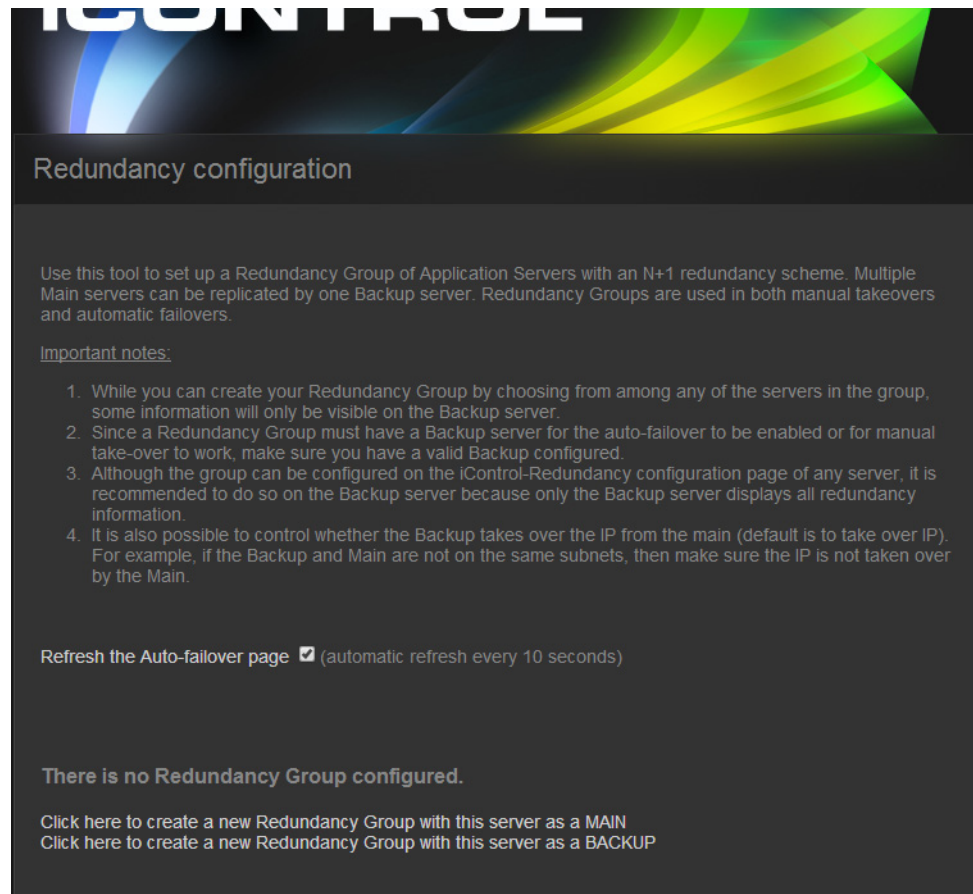 iCONTROL
Redundancy configuration
Use this tool to set up a Redundancy Group of Application Servers with an N+1 redundancy scheme. Multiple
Main servers can be replicated by one Backup server. Redundancy Groups are used in both manual takeovers
and automatic failovers.
Important notes:
1. While you can create your Redundancy Group by choosing from among any of the servers in the group,
some information will only be visible on the Backup server.
2. Since a Redundancy Group must have a Backup server for the auto-failover to be enabled or for manual
take-over to work, make sure you have a valid Backup configured.
3. Although the group can be configured on the iControl-Redundancy configuration page of any server, it is
recommended to do so on the Backup server because only the Backup server displays all redundancy
information.
4. It is also possible to control whether the Backup takes over the IP from the main (default is to take over IP).
For example, if the Backup and Main are not on the same subnets, then make sure the IP is not taken over
by the Main.
Refresh the Auto-failover page (automatic refresh every 10 seconds)
There is no Redundancy Group configured.
Click here to create a new Redundancy Group with this server as a MAIN
Click here to create a new Redundancy Group with this server as a BACKUP